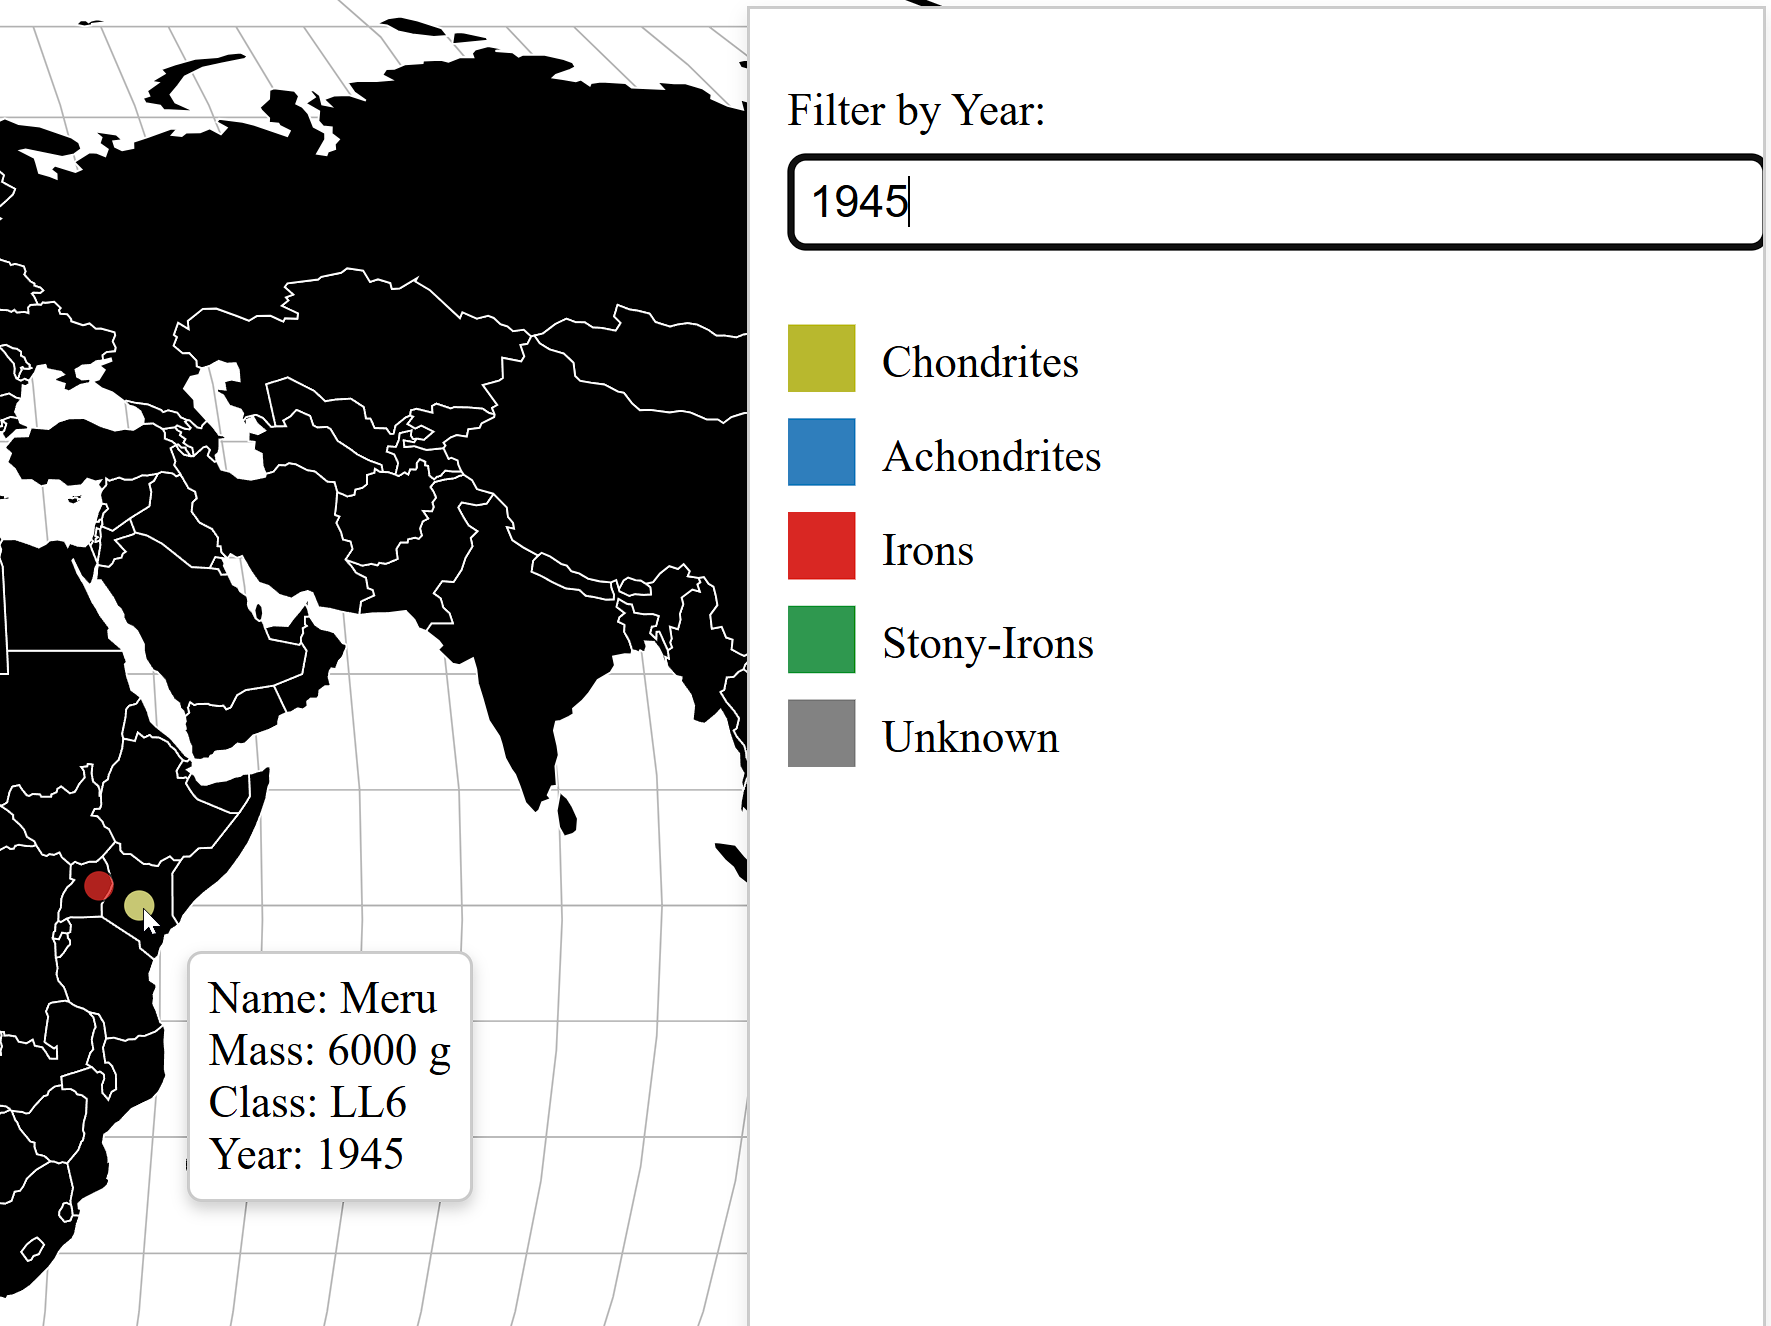 Filter by Year:
1945
Chondrites
Achondrites
Irons
Stony-Irons
Unknown
Name: Meru
Mass: 6000 g
Class: LL6
Year: 1945